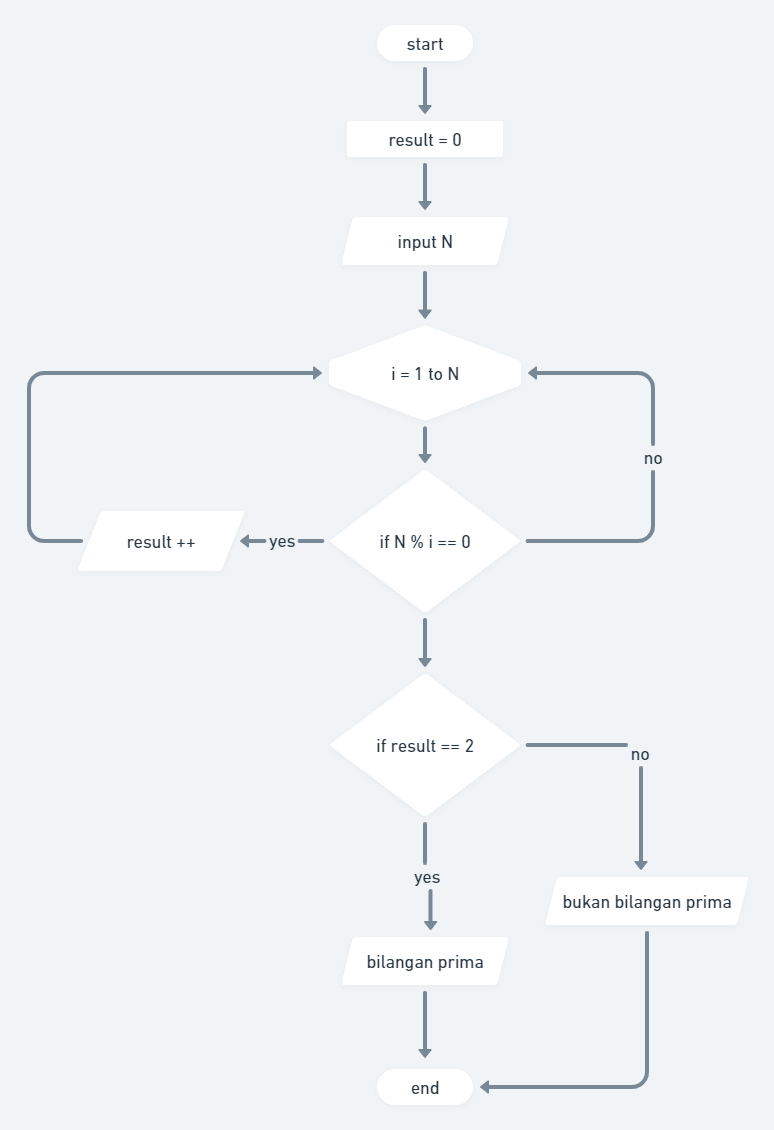 start
result = 0
input N
i = 1 to N
no
if N % i == 0
yes
result ++
if result == 2
no
yes
bukan bilangan prima
bilangan prima
end